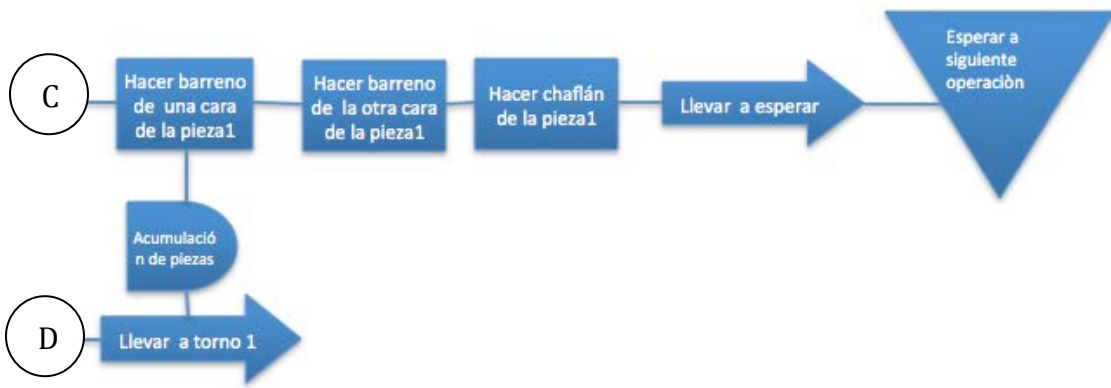 C
Hacer barreno
de una cara
de la pieza1
Hacer barreno
de la otra cara
de la pieza1
Hacer chaflán
de la pieza1
Llevar a esperar
Esperar a
siguiente
operaciòn
Acumulació
n de piezas
D
Llevar a torno 1